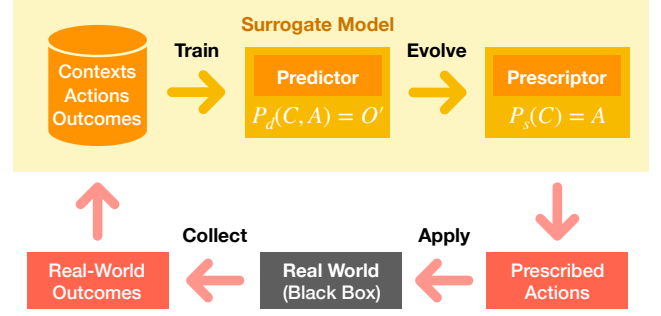 Surrogate Model
Contexts
Actions
Outcomes
Train
Predictor
P_d(C, A) = O′
Evolve
Prescriptor
P_s(C) = A
Collect
Apply
Real-World
Outcomes
Real World
(Black Box)
Prescribed
Actions